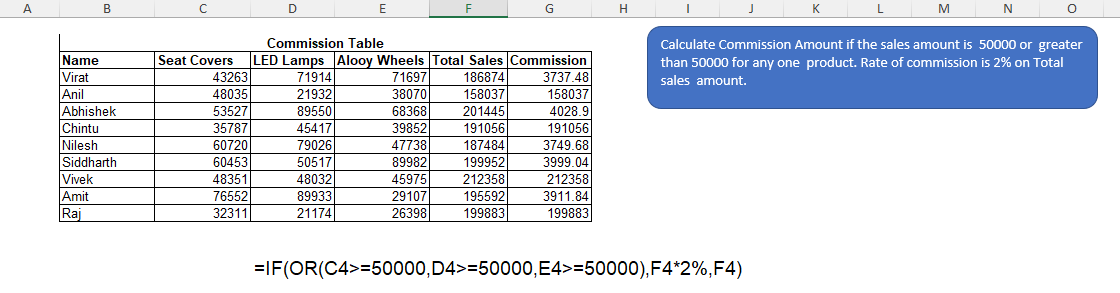 A B C D E F G H I J K L M N O
Commission Table
Name Seat Covers LED Lamps Alooy Wheels Total Sales Commission
Virat 43263 71914 71697 186874 3737.48
Anil 48035 21932 38070 158037 158037
Abhishek 53527 89550 68368 201445 4028.9
Chintu 35787 45417 39852 191056 191056
Nilesh 60720 79026 47738 187484 3749.68
Siddharth 60453 50517 89982 199952 3999.04
Vivek 48351 48032 45975 212358 212358
Amit 76552 89933 29107 195592 3911.84
Raj 32311 21174 26398 199883 199883
Calculate Commission Amount if the sales amount is 50000 or greater
than 50000 for any one product. Rate of commission is 2% on Total
sales amount.
=IF(OR(C4>=50000,D4>=50000,E4>=50000),F4*2%,F4)